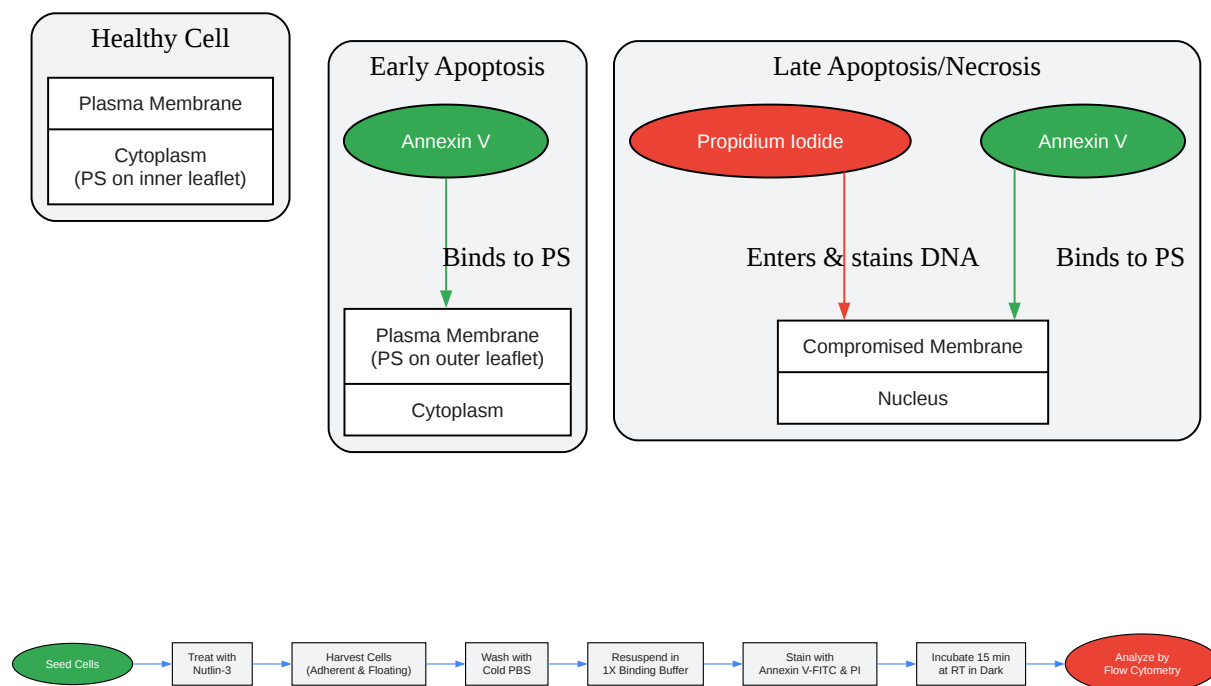 Healthy Cell
Plasma Membrane
Cytoplasm
(PS on inner leaflet)
Early Apoptosis
Annexin V
Binds to PS
Plasma Membrane
(PS on outer leaflet)
Cytoplasm
Late Apoptosis/Necrosis
Propidium Iodide
Annexin V
Enters & stains DNA
Binds to PS
Compromised Membrane
Nucleus
Seed Cells
Treat with
Nutlin-3
Harvest Cells
(Adherent & Floating)
Wash with
Cold PBS
Resuspend in
1X Binding Buffer
Stain with
Annexin V-FITC & PI
Incubate 15 min
at RT in Dark
Analyze by
Flow Cytometry